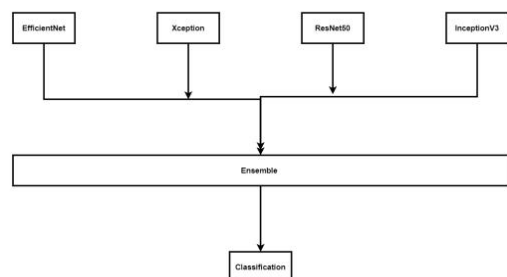 EfficientNet
Xception
ResNet50
InceptionV3
Ensemble
Classification